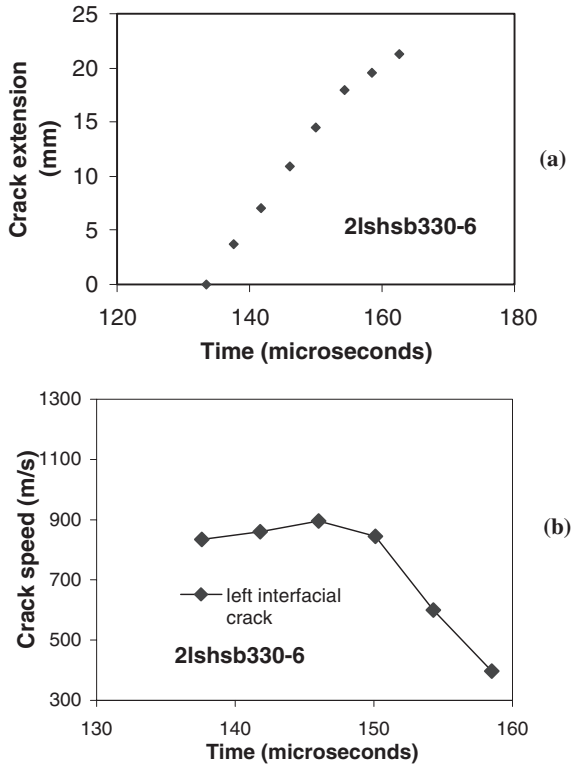 25
20
15
10
5
0
Crack extension
(mm)
2lshsb330-6
(a)
120 140 160 180
Time (microseconds)
1300
1100
900
700
500
300
Crack speed (m/s)
left interfacial
crack
2lshsb330-6
(b)
130 140 150 160
Time (microseconds)